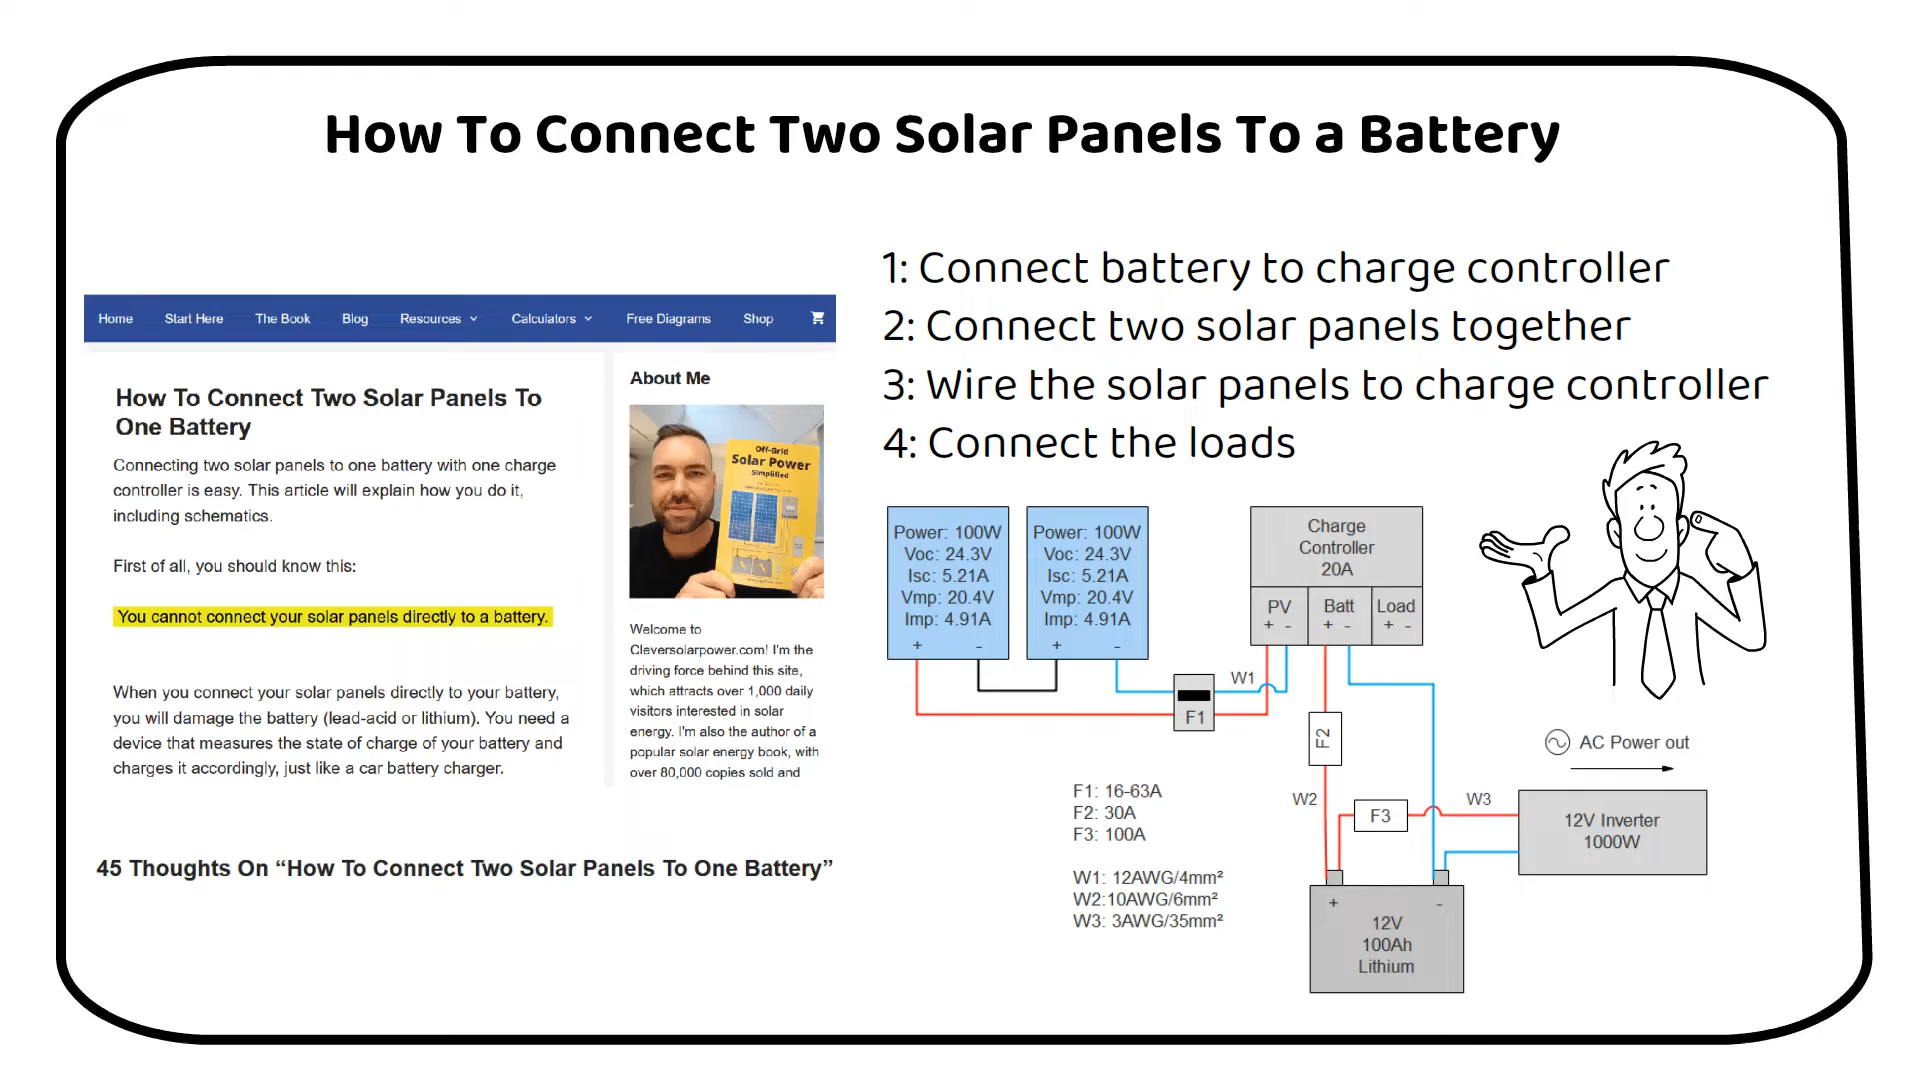 How To Connect Two Solar Panels To a Battery
Home Start Here The Book Blog Resources Calculators Free Diagrams Shop
How To Connect Two Solar Panels To
One Battery
Connecting two solar panels to one battery with one charge
controller is easy. This article will explain how you do it,
including schematics.
First of all, you should know this:
You cannot connect your solar panels directly to a battery.
When you connect your solar panels directly to your battery,
you will damage the battery (lead-acid or lithium). You need a
device that measures the state of charge of your battery and
charges it accordingly, just like a car battery charger.
About Me
Off-Grid
Solar Power
Simplified
Welcome to
Cleversolarpower.com! I'm the
driving force behind this site,
which attracts over 1,000 daily
visitors interested in solar
energy. I'm also the author of a
popular solar energy book, with
over 80,000 copies sold and
45 Thoughts On “How To Connect Two Solar Panels To One Battery”
1: Connect battery to charge controller
2: Connect two solar panels together
3: Wire the solar panels to charge controller
4: Connect the loads
Power: 100W
Voc: 24.3V
Isc: 5.21A
Vmp: 20.4V
Imp: 4.91A
+ -
Power: 100W
Voc: 24.3V
Isc: 5.21A
Vmp: 20.4V
Imp: 4.91A
+ -
Charge
Controller
20A
PV Batt Load
+ - + - + -
W1
F1
F2
W2
F3
W3
AC Power out
12V Inverter
1000W
F1: 16-63A
F2: 30A
F3: 100A
W1: 12AWG/4mm²
W2:10AWG/6mm²
W3: 3AWG/35mm²
+ -
12V
100Ah
Lithium